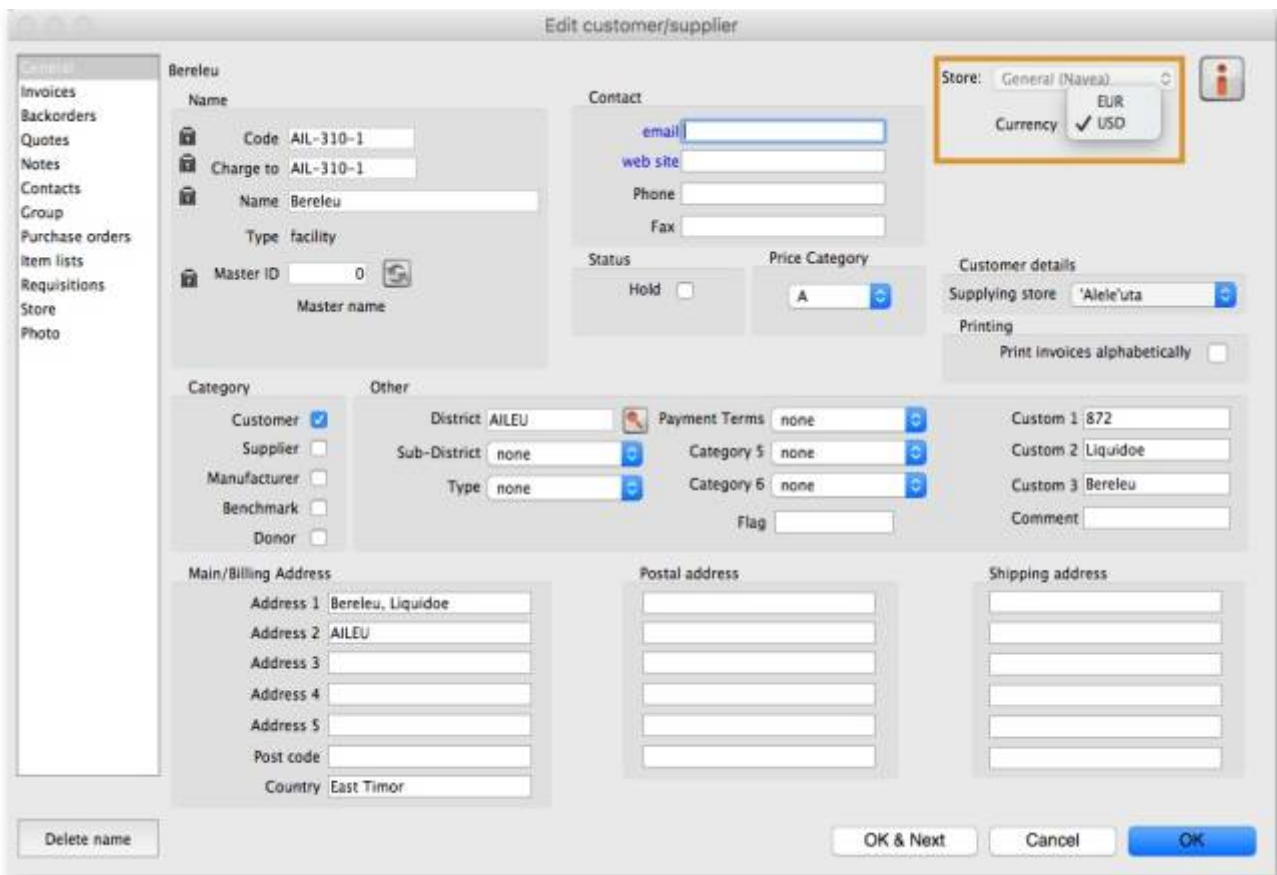 Edit customer/supplier
General
Invoices
Backorders
Quotes
Notes
Contacts
Group
Purchase orders
Item lists
Requisitions
Store
Photo
Bereleu
Name
Code AIL-310-1
Charge to AIL-310-1
Name Bereleu
Type facility
Master ID 0
Master name
Contact
email
web site
Phone
Fax
Status
Hold
Price Category
A
Store: General (Navea)
Currency
EUR
✓ USD
Customer details
Supplying store 'Alele'uta
Printing
Print invoices alphabetically
Category
Customer
Supplier
Manufacturer
Benchmark
Donor
Other
District AILEU
Sub-District none
Type none
Payment Terms none
Category 5 none
Category 6 none
Flag
Custom 1 872
Custom 2 Liquidoe
Custom 3 Bereleu
Comment
Main/Billing Address
Address 1 Bereleu, Liquidoe
Address 2 AILEU
Address 3
Address 4
Address 5
Post code
Country East Timor
Postal address
Shipping address
Delete name
OK & Next
Cancel
OK